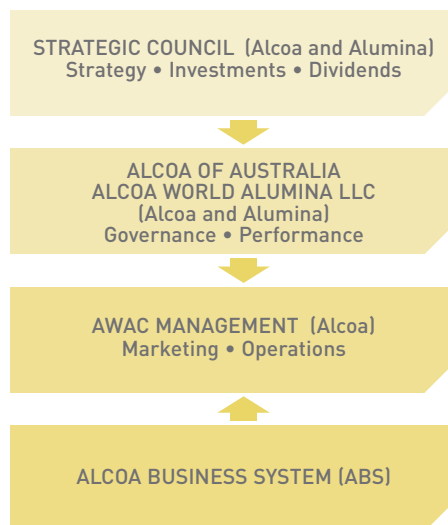 STRATEGIC COUNCIL (Alcoa and Alumina)
Strategy • Investments • Dividends
ALCOA OF AUSTRALIA
ALCOA WORLD ALUMINA LLC
(Alcoa and Alumina)
Governance • Performance
AWAC MANAGEMENT (Alcoa)
Marketing • Operations
ALCOA BUSINESS SYSTEM (ABS)